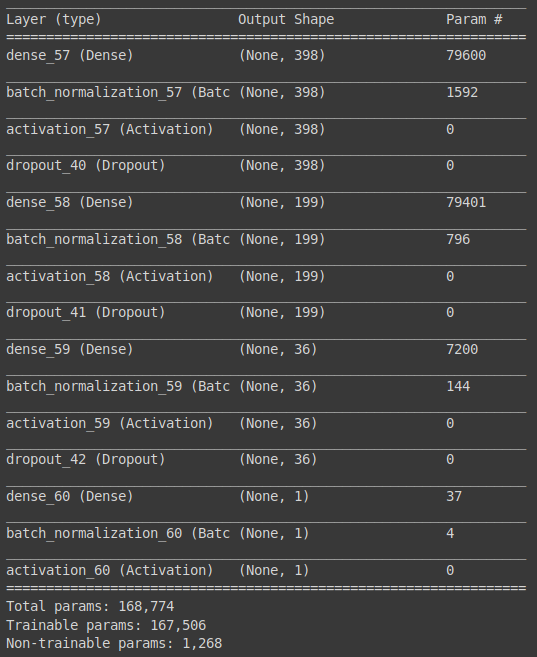 Layer (type) Output Shape Param #
dense_57 (Dense) (None, 398) 79600
batch_normalization_57 (Batc (None, 398) 1592
activation_57 (Activation) (None, 398) 0
dropout_40 (Dropout) (None, 398) 0
dense_58 (Dense) (None, 199) 79401
batch_normalization_58 (Batc (None, 199) 796
activation_58 (Activation) (None, 199) 0
dropout_41 (Dropout) (None, 199) 0
dense_59 (Dense) (None, 36) 7200
batch_normalization_59 (Batc (None, 36) 144
activation_59 (Activation) (None, 36) 0
dropout_42 (Dropout) (None, 36) 0
dense_60 (Dense) (None, 1) 37
batch_normalization_60 (Batc (None, 1) 4
activation_60 (Activation) (None, 1) 0
Total params: 168,774
Trainable params: 167,506
Non-trainable params: 1,268